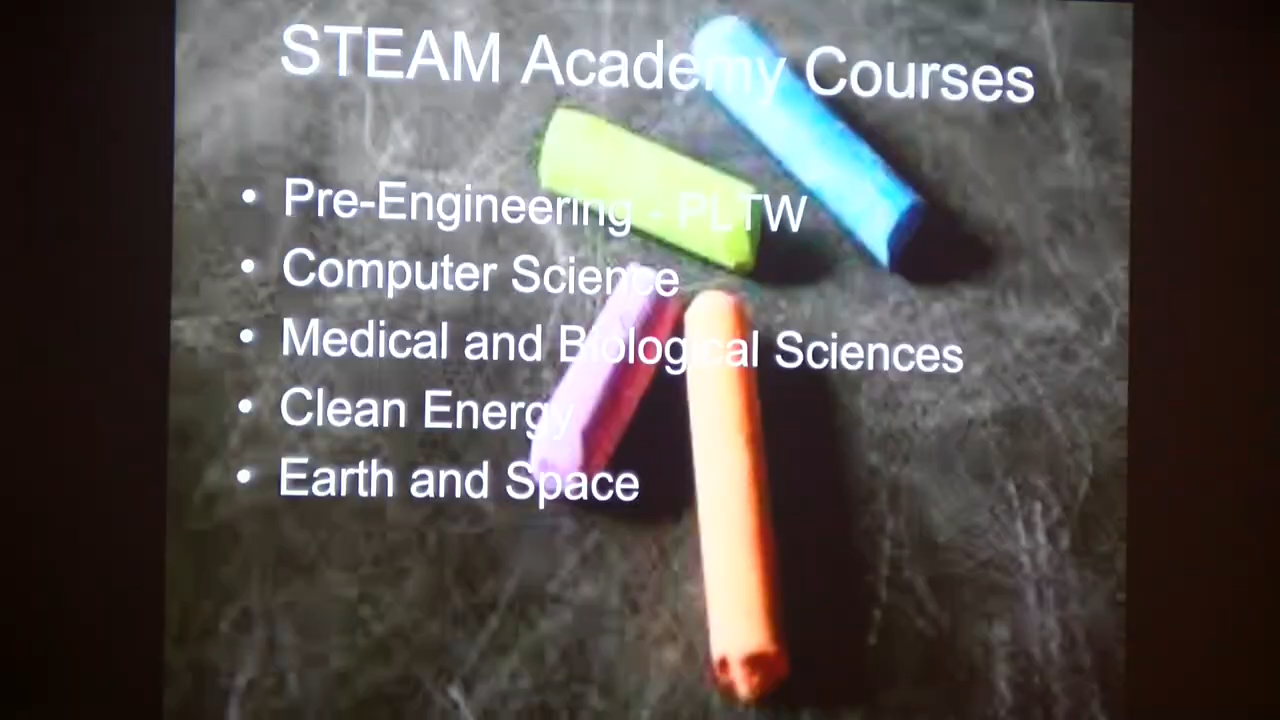 STEAM Academy Courses
• Pre-Engineering - PLTW
• Computer Science
• Medical and Biological Sciences
• Clean Energy
• Earth and Space